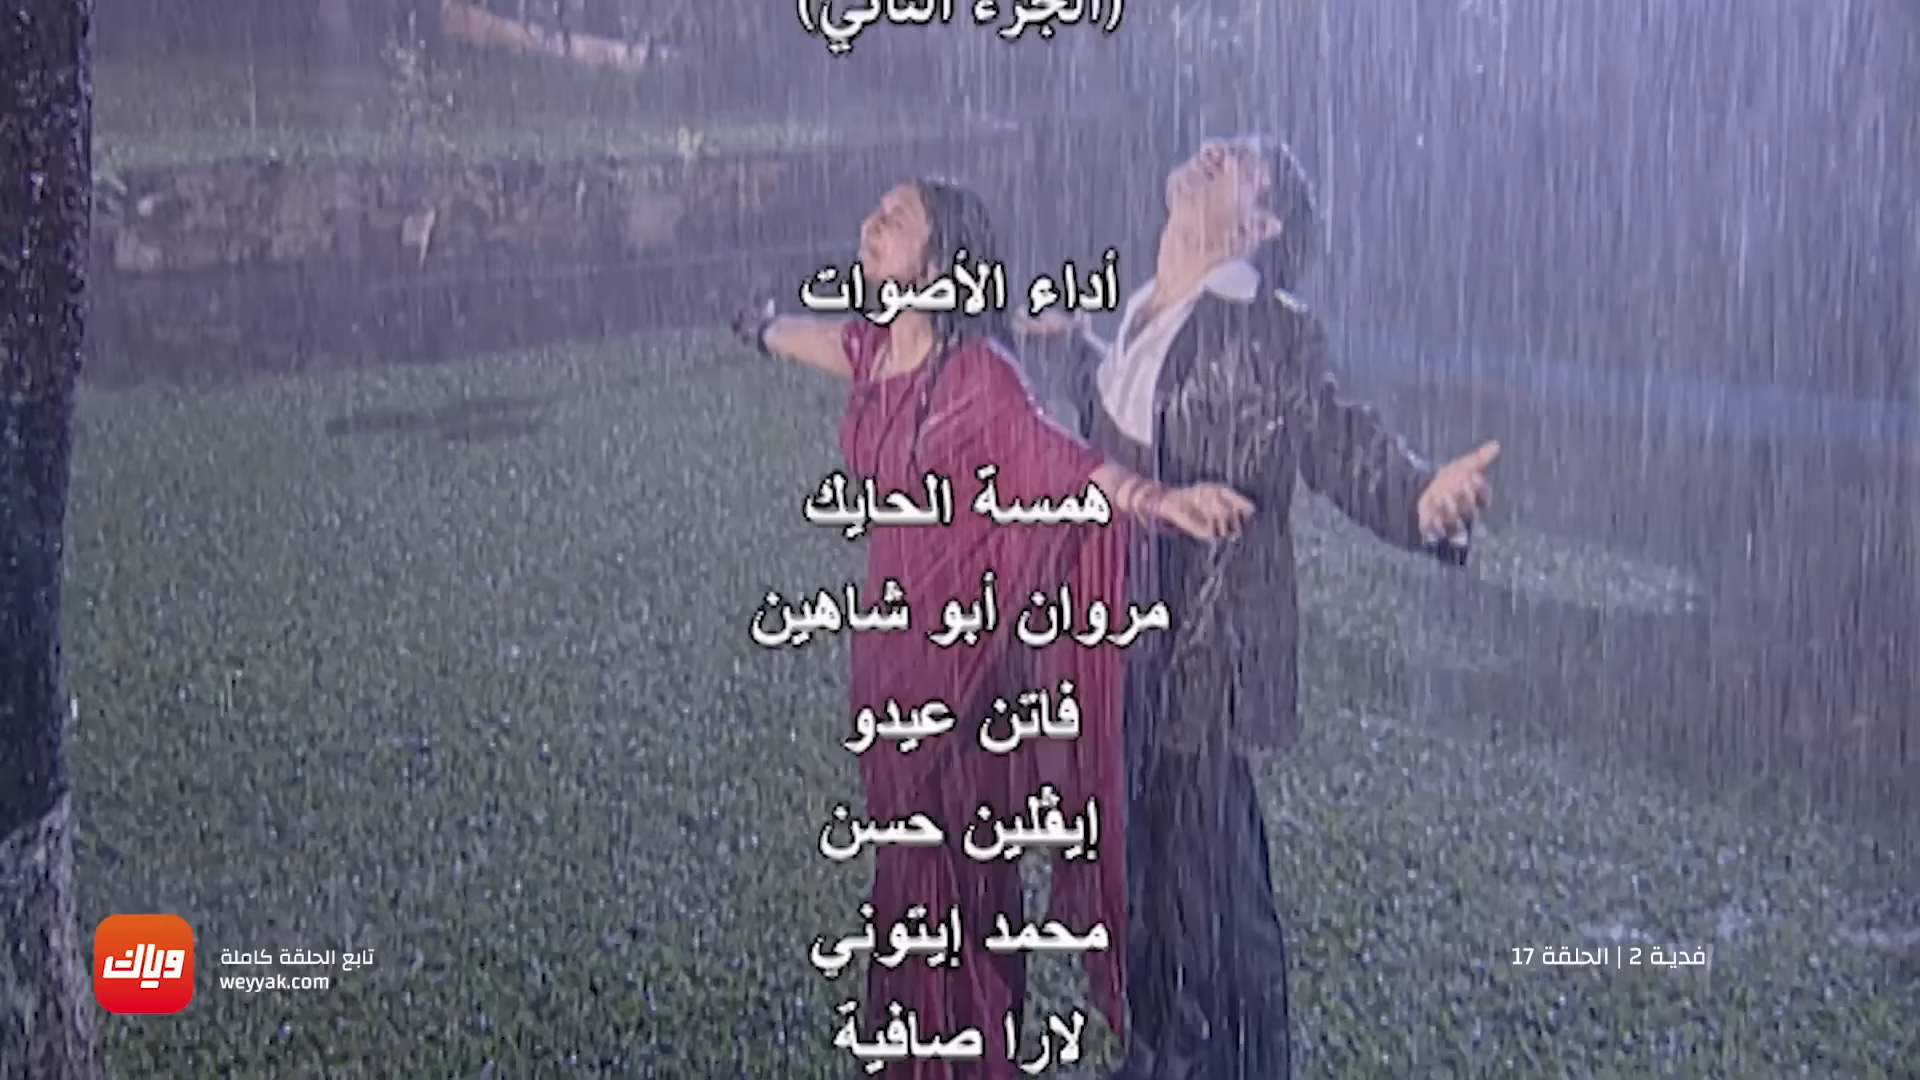 (الجزء الثاني)
أداء الأصوات
همسة الحايك
مروان أبو شاهين
فاتن عيدو
إيڤلين حسن
محمد إيتوني
لارا صافية
وياك
تابع الحلقة كاملة
weyyak.com
فدية 2 | الحلقة 17